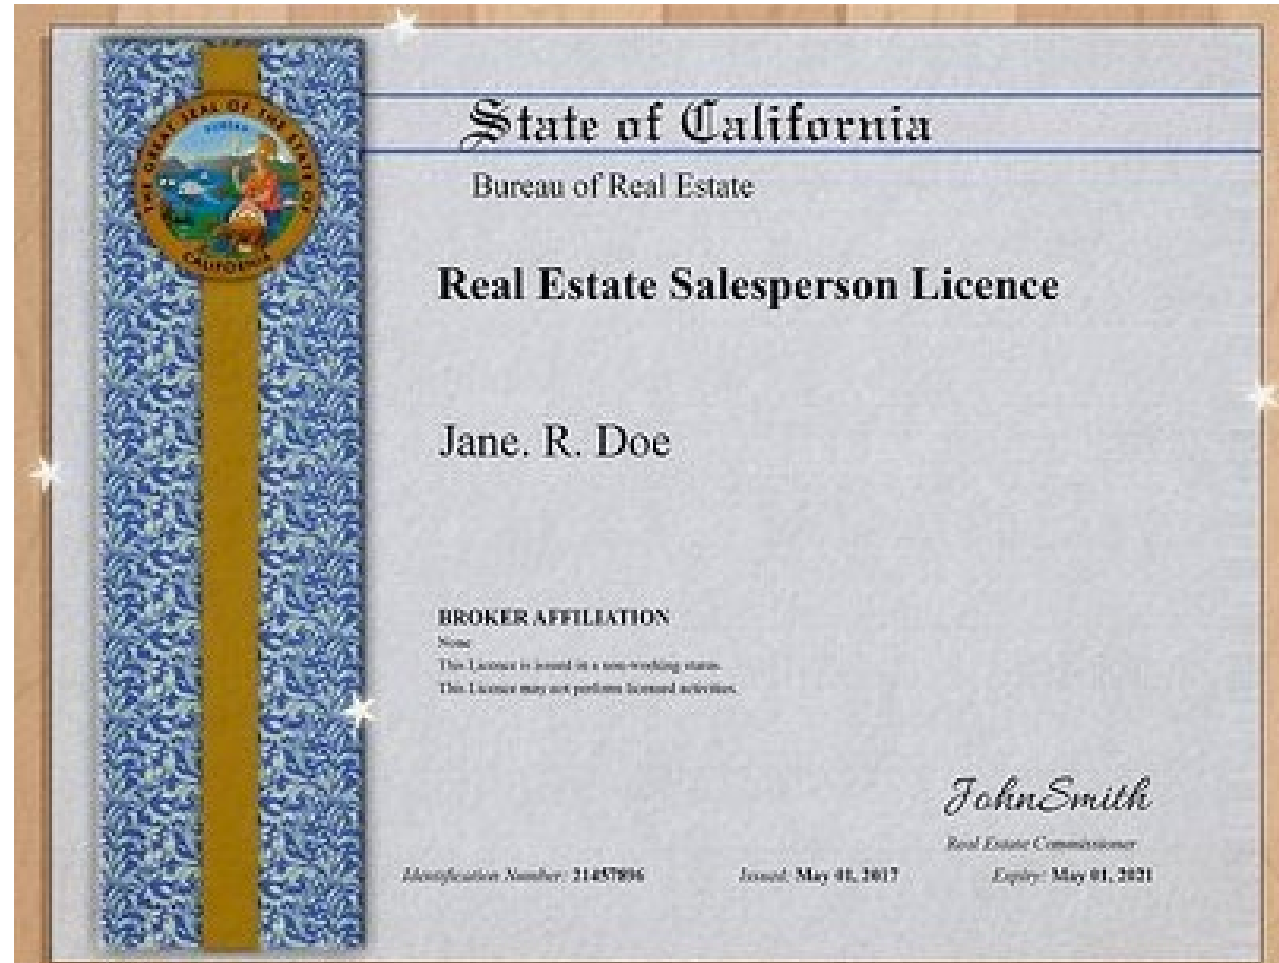 THE GREAT SEAL OF THE STATE OF CALIFORNIA
EUREKA
State of California
Bureau of Real Estate
Real Estate Salesperson Licence
Jane. R. Doe
BROKER AFFILIATION
None
This Licence is issued in a non-working status.
This Licence may not perform licensed activities.
JohnSmith
Real Estate Commissioner
Identification Number: 21457896 Issued: May 01, 2017 Expiry: May 01, 2021